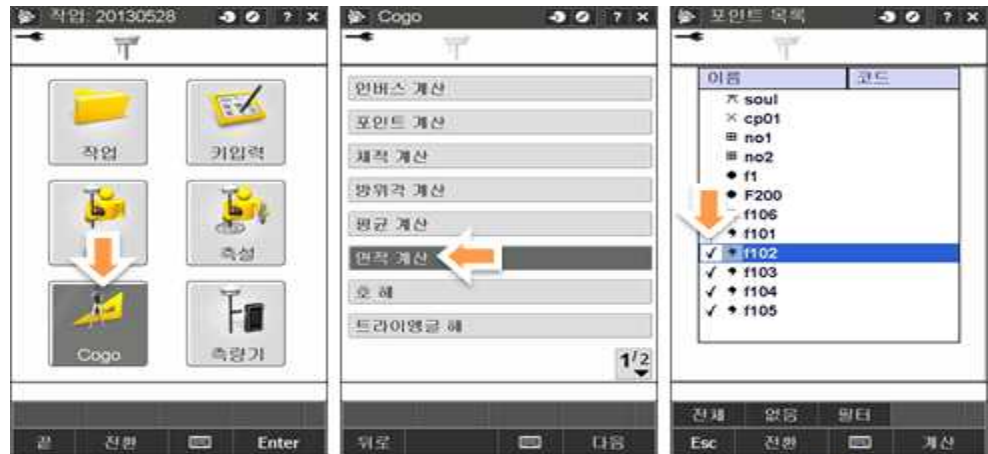 작업: 20130528
? ×
작업
키입력
측설
Cogo
측량기
끝 전환 Enter
Cogo
? ×
인버스 계산
포인트 계산
체적 계산
방위각 계산
평균 계산
면적 계산
호 해
트라이앵글 해
1/2
뒤로 다음
포인트 목록
? ×
이름 코드
soul
cp01
no1
no2
f1
F200
f106
f101
f102
f103
f104
f105
전체 없음 필터
Esc 전환 계산